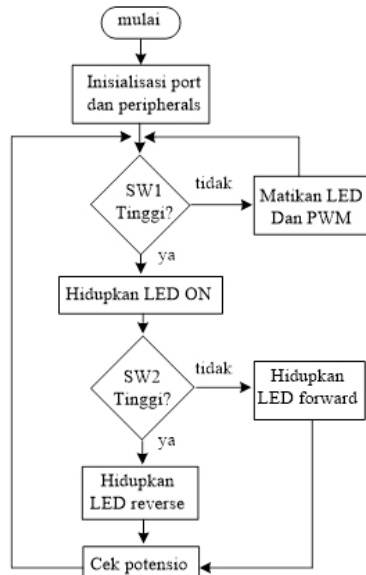 mulai
Inisialisasi port
dan peripherals
SW1
Tinggi?
tidak
Matikan LED
Dan PWM
ya
Hidupkan LED ON
SW2
Tinggi?
tidak
Hidupkan
LED forward
ya
Hidupkan
LED reverse
Cek potensio